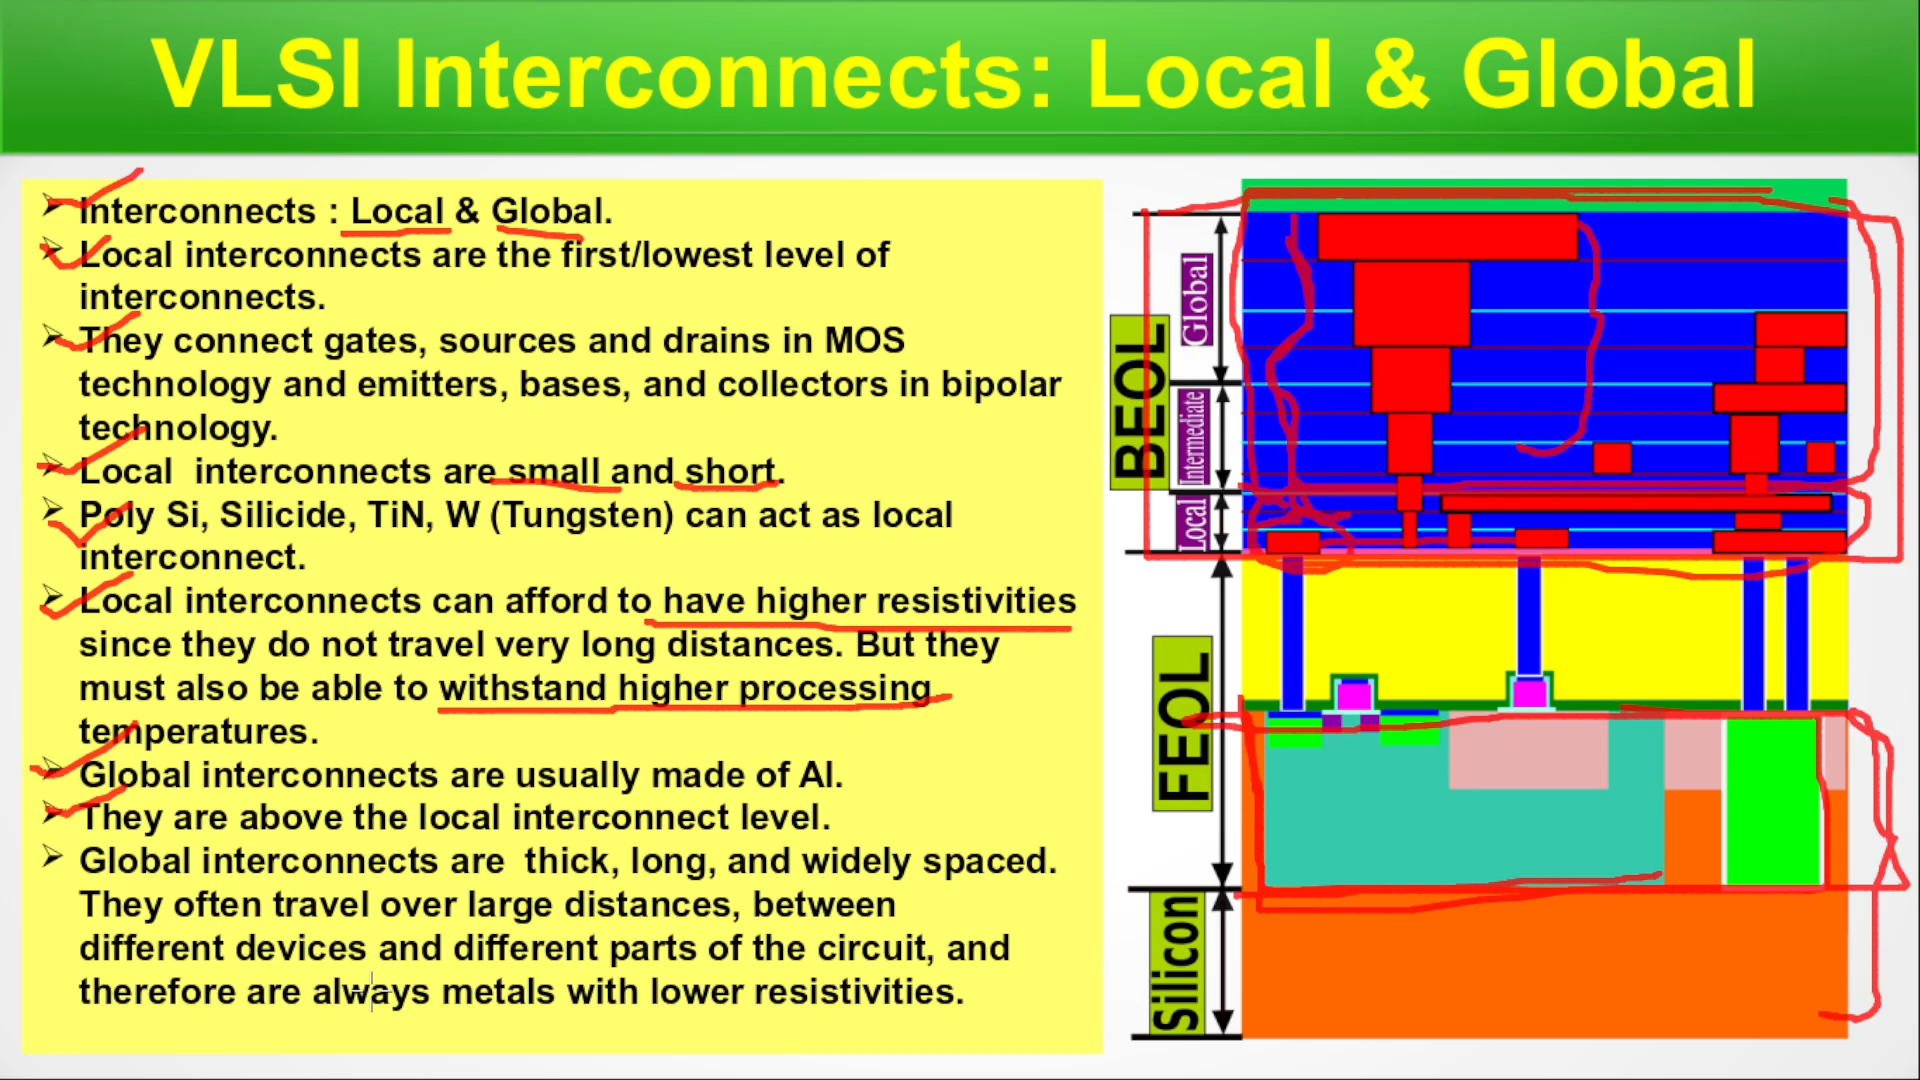 VLSI Interconnects: Local & Global
➢ Interconnects : Local & Global.
➢ Local interconnects are the first/lowest level of
interconnects.
➢ They connect gates, sources and drains in MOS
technology and emitters, bases, and collectors in bipolar
technology.
➢ Local interconnects are small and short.
➢ Poly Si, Silicide, TiN, W (Tungsten) can act as local
interconnect.
➢ Local interconnects can afford to have higher resistivities
since they do not travel very long distances. But they
must also be able to withstand higher processing
temperatures.
➢ Global interconnects are usually made of Al.
➢ They are above the local interconnect level.
➢ Global interconnects are thick, long, and widely spaced.
They often travel over large distances, between
different devices and different parts of the circuit, and
therefore are always metals with lower resistivities.
BEOL
Global
Intermediate
Local
FEOL
Silicon